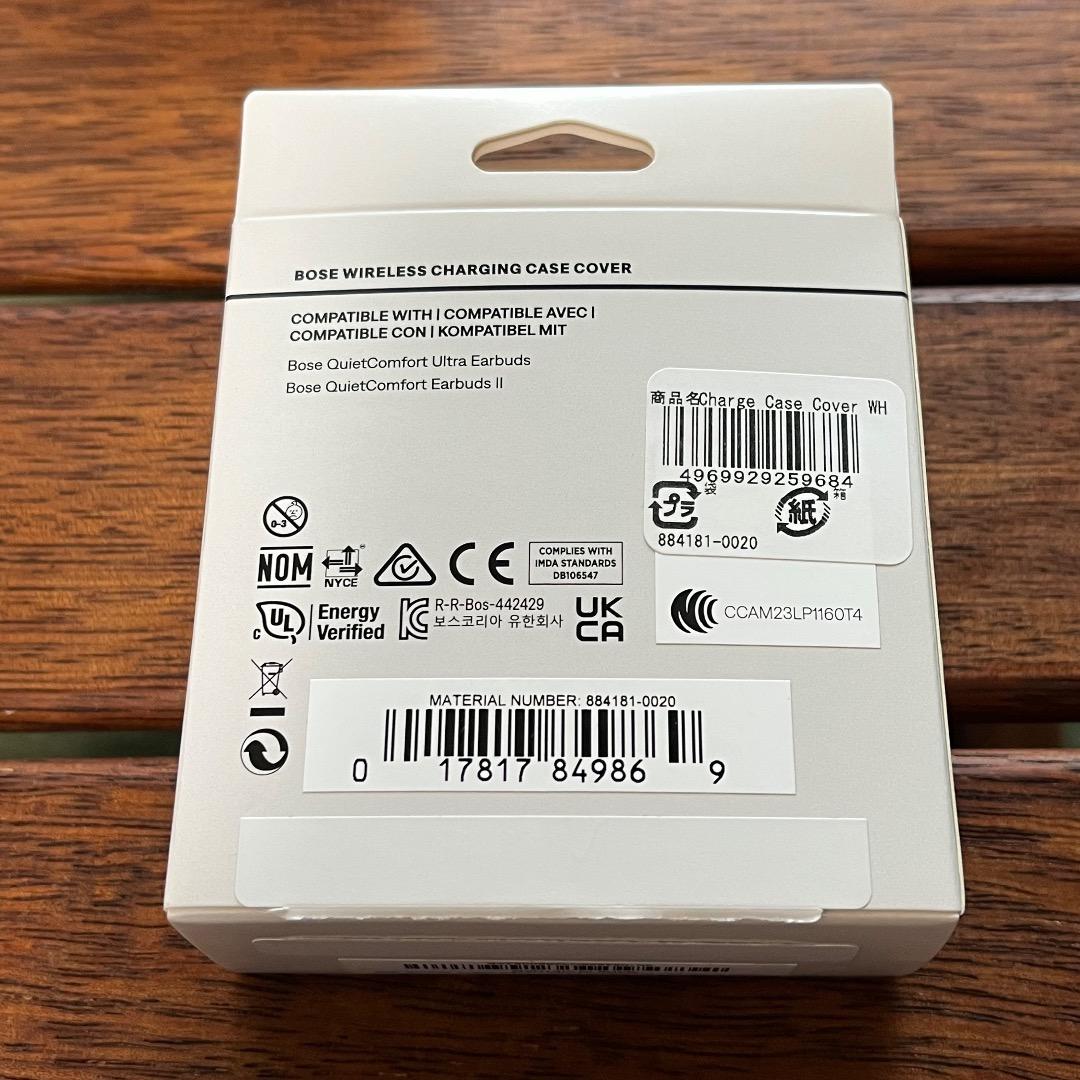 BOSE WIRELESS CHARGING CASE COVER
COMPATIBLE WITH | COMPATIBLE AVEC |
COMPATIBLE CON | KOMPATIBEL MIT
Bose QuietComfort Ultra Earbuds
Bose QuietComfort Earbuds II
商品名Charge Case Cover WH
4969929259684
プラ
袋
紙
箱
884181-0020
0-3
NOM
NYCE
CE
COMPLIES WITH
IMDA STANDARDS
DB106547
CCAM23LP1160T4
c UL
Energy
Verified
R-R-Bos-442429
보스코리아 유한회사
UK
CA
MATERIAL NUMBER: 884181-0020
0 17817 84986 9